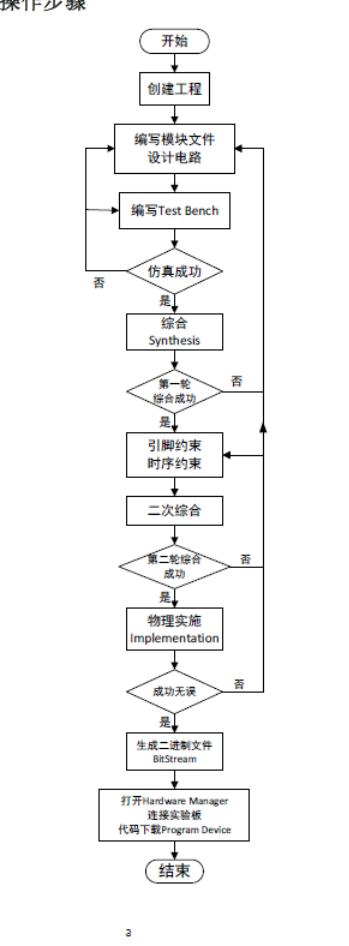 操作步骤
开始
创建工程
编写模块文件
设计电路
编写Test Bench
仿真成功
否
是
综合
Synthesis
第一轮
综合成功
否
是
引脚约束
时序约束
二次综合
第二轮综合
成功
否
是
物理实施
Implementation
成功无误
否
是
生成二进制文件
BitStream
打开Hardware Manager
连接实验板
代码下载Program Device
结束
3